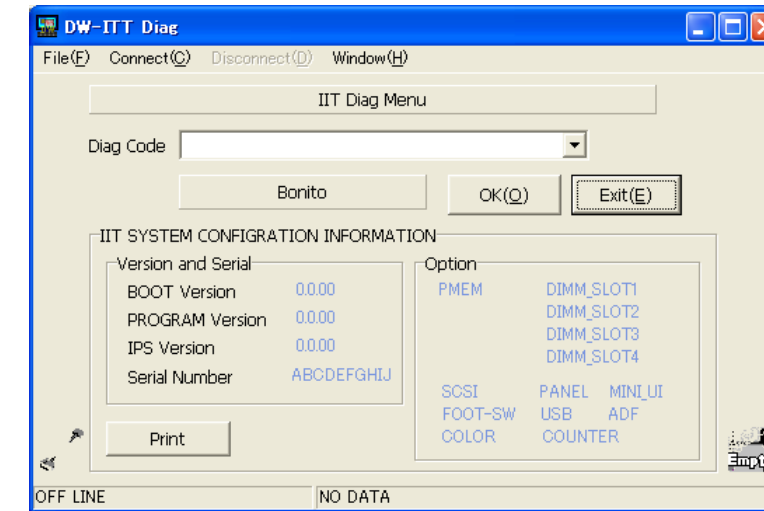 DW-ITT Diag
File(F) Connect(C) Disconnect(D) Window(H)
IIT Diag Menu
Diag Code
Bonito OK(O) Exit(E)
IIT SYSTEM CONFIGRATION INFORMATION
Version and Serial
BOOT Version 0.0.00
PROGRAM Version 0.0.00
IPS Version 0.0.00
Serial Number ABCDEFGHIJ
Option
PMEM DIMM_SLOT1
DIMM_SLOT2
DIMM_SLOT3
DIMM_SLOT4
SCSI PANEL MINI_UI
FOOT-SW USB ADF
COLOR COUNTER
Print
OFF LINE NO DATA